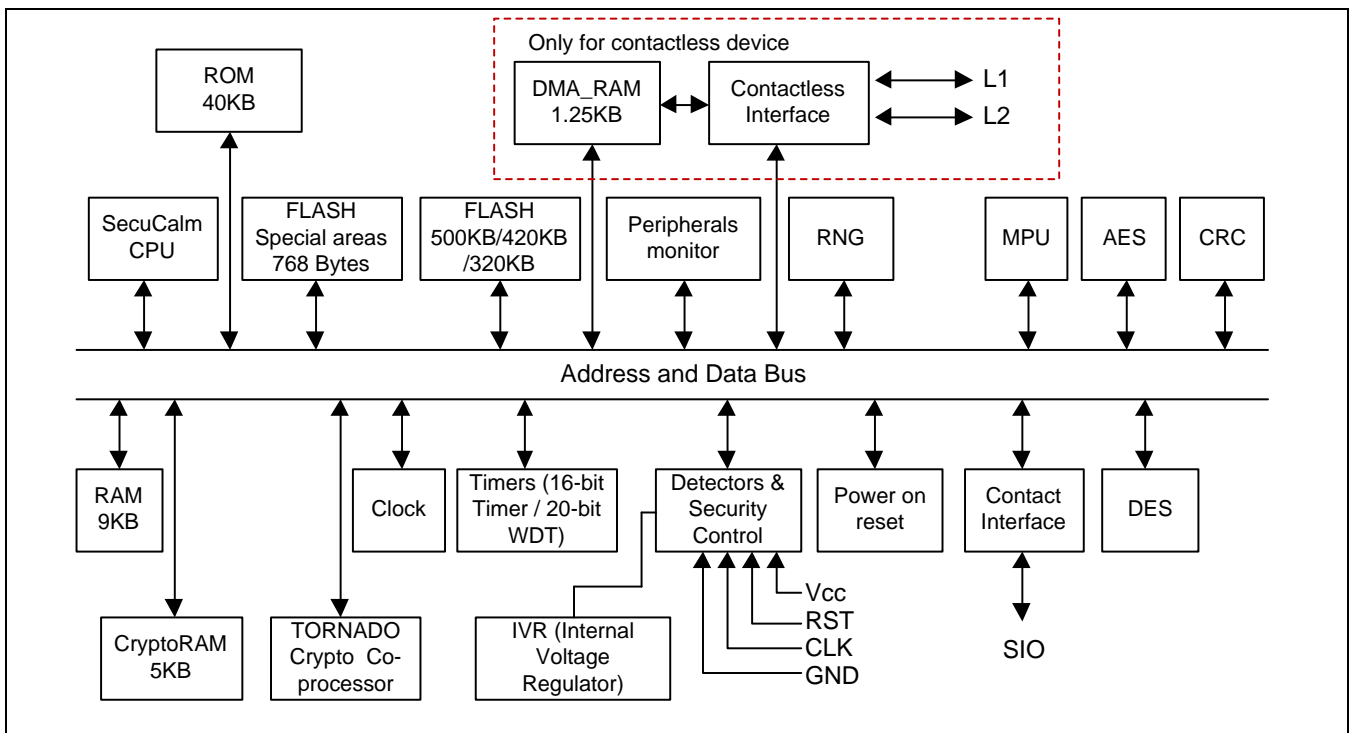 Only for contactless device
ROM
40KB
DMA_RAM
1.25KB
Contactless
Interface
L1
L2
SecuCalm
CPU
FLASH
Special areas
768 Bytes
FLASH
500KB/420KB
/320KB
Peripherals
monitor
RNG
MPU
AES
CRC
Address and Data Bus
RAM
9KB
Clock
Timers (16-bit
Timer / 20-bit
WDT)
Detectors &
Security
Control
Power on
reset
Contact
Interface
DES
CryptoRAM
5KB
TORNADO
Crypto Co-
processor
IVR (Internal
Voltage
Regulator)
Vcc
RST
CLK
GND
SIO